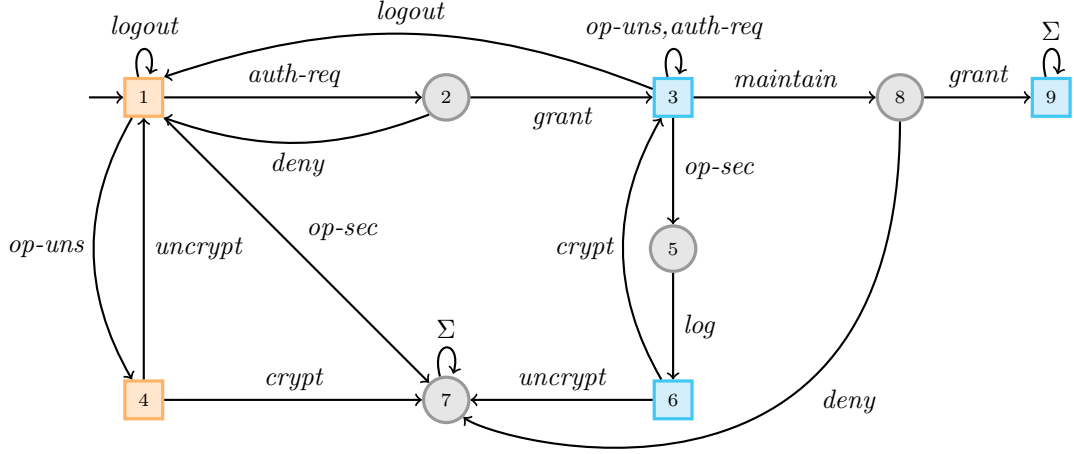 logout
logout
op-uns,auth-req
Σ
1
auth-req
2
grant
3
maintain
8
grant
9
deny
op-sec
op-uns
uncrypt
op-sec
crypt
5
log
Σ
4
crypt
7
uncrypt
6
deny